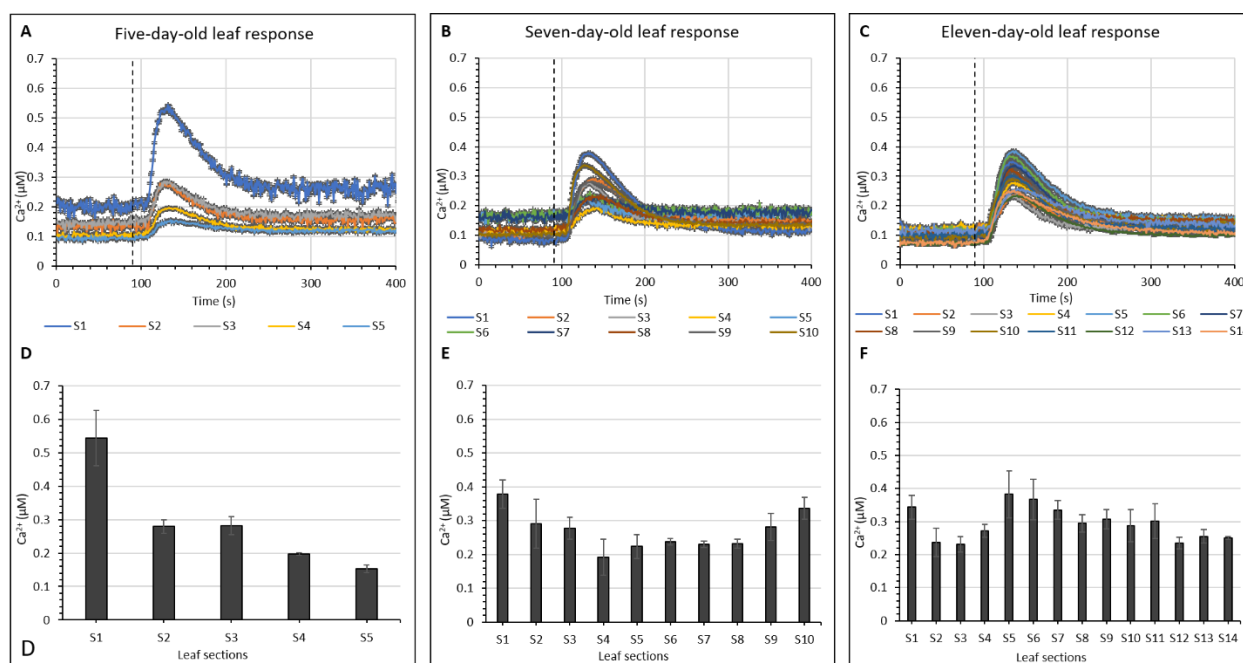 A Five-day-old leaf response
0.7
0.6
0.5
0.4
0.3
0.2
0.1
0
Ca²⁺ (µM)
0 100 200 300 400
Time (s)
S1 S2 S3 S4 S5
B Seven-day-old leaf response
0.7
0.6
0.5
0.4
0.3
0.2
0.1
0
Ca²⁺ (µM)
0 100 200 300 400
Time (s)
S1 S2 S3 S4 S5
S6 S7 S8 S9 S10
C Eleven-day-old leaf response
0.7
0.6
0.5
0.4
0.3
0.2
0.1
0
Ca²⁺ (µM)
0 100 200 300 400
Time (s)
S1 S2 S3 S4 S5 S6 S7
S8 S9 S10 S11 S12 S13
D
0.7
0.6
0.5
0.4
0.3
0.2
0.1
0
Ca²⁺ (µM)
S1 S2 S3 S4 S5
Leaf sections
D
E
0.7
0.6
0.5
0.4
0.3
0.2
0.1
0
Ca²⁺ (µM)
S1 S2 S3 S4 S5 S6 S7 S8 S9 S10
Leaf sections
F
0.7
0.6
0.5
0.4
0.3
0.2
0.1
0
Ca²⁺ (µM)
S1 S2 S3 S4 S5 S6 S7 S8 S9 S10 S11 S12 S13 S14
Leaf sections